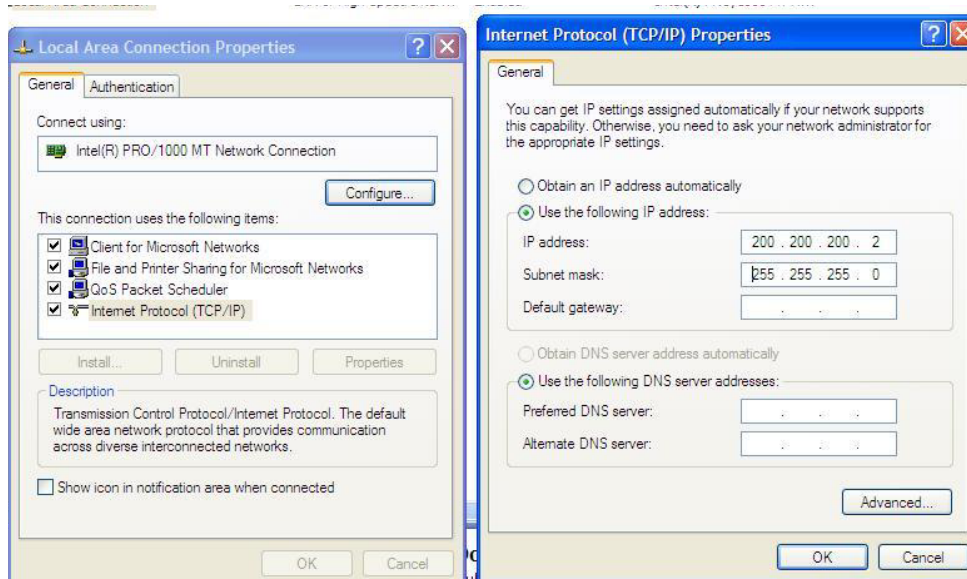 Local Area Connection Properties
General
Authentication
Connect using:
Intel(R) PRO/1000 MT Network Connection
Configure...
This connection uses the following items:
Client for Microsoft Networks
File and Printer Sharing for Microsoft Networks
QoS Packet Scheduler
Internet Protocol (TCP/IP)
Install...
Uninstall
Properties
Description
Transmission Control Protocol/Internet Protocol. The default
wide area network protocol that provides communication
across diverse interconnected networks.
Show icon in notification area when connected
OK
Cancel
Internet Protocol (TCP/IP) Properties
General
You can get IP settings assigned automatically if your network supports
this capability. Otherwise, you need to ask your network administrator for
the appropriate IP settings.
Obtain an IP address automatically
Use the following IP address:
IP address: 200 . 200 . 200 . 2
Subnet mask: 255 . 255 . 255 . 0
Default gateway: . . .
Obtain DNS server address automatically
Use the following DNS server addresses:
Preferred DNS server: . . .
Alternate DNS server: . . .
Advanced...
OK
Cancel